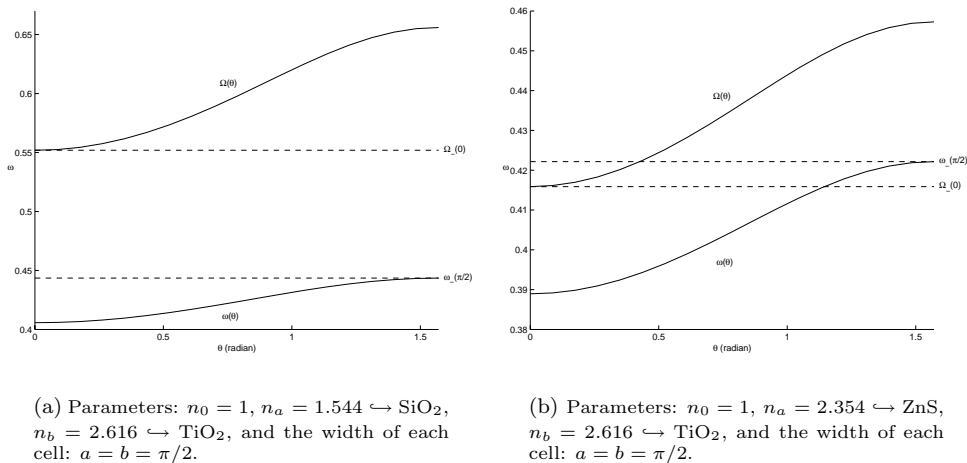 0.65
0.6
0.55
0.5
0.45
0.4
0
0.5
1
1.5
ω
θ (radian)
Ω(θ)
Ω_(0)
ω_(π/2)
ω(θ)
0.46
0.45
0.44
0.43
0.42
0.41
0.4
0.39
0.38
0
0.5
1
1.5
ω
θ (radian)
Ω(θ)
ω_(π/2)
Ω_(0)
ω(θ)
(a) Parameters: n₀ = 1, nₐ = 1.544 ↪ SiO₂,
n_b = 2.616 ↪ TiO₂, and the width of each
cell: a = b = π/2.
(b) Parameters: n₀ = 1, nₐ = 2.354 ↪ ZnS,
n_b = 2.616 ↪ TiO₂, and the width of each
cell: a = b = π/2.